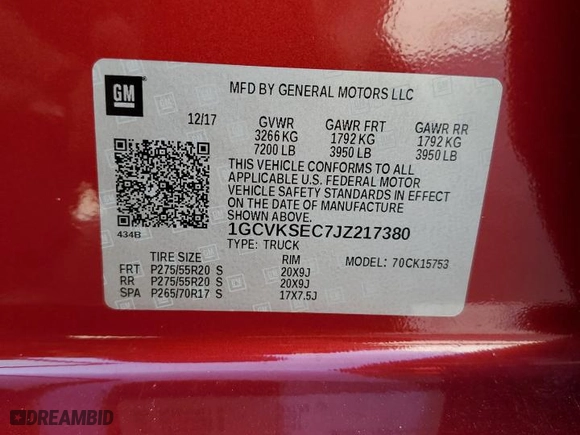 GM
MFD BY GENERAL MOTORS LLC
12/17 GVWR GAWR FRT GAWR RR
3266 KG 1792 KG 1792 KG
7200 LB 3950 LB 3950 LB
THIS VEHICLE CONFORMS TO ALL
APPLICABLE U.S. FEDERAL MOTOR
VEHICLE SAFETY STANDARDS IN EFFECT
ON THE DATE OF MANUFACTURE
SHOWN ABOVE.
434B
1GCVKSEC7JZ217380
TYPE: TRUCK MODEL: 70CK15753
TIRE SIZE RIM
FRT P275/55R20 S 20X9J
RR P275/55R20 S 20X9J
SPA P265/70R17 S 17X7.5J
DREAMBID